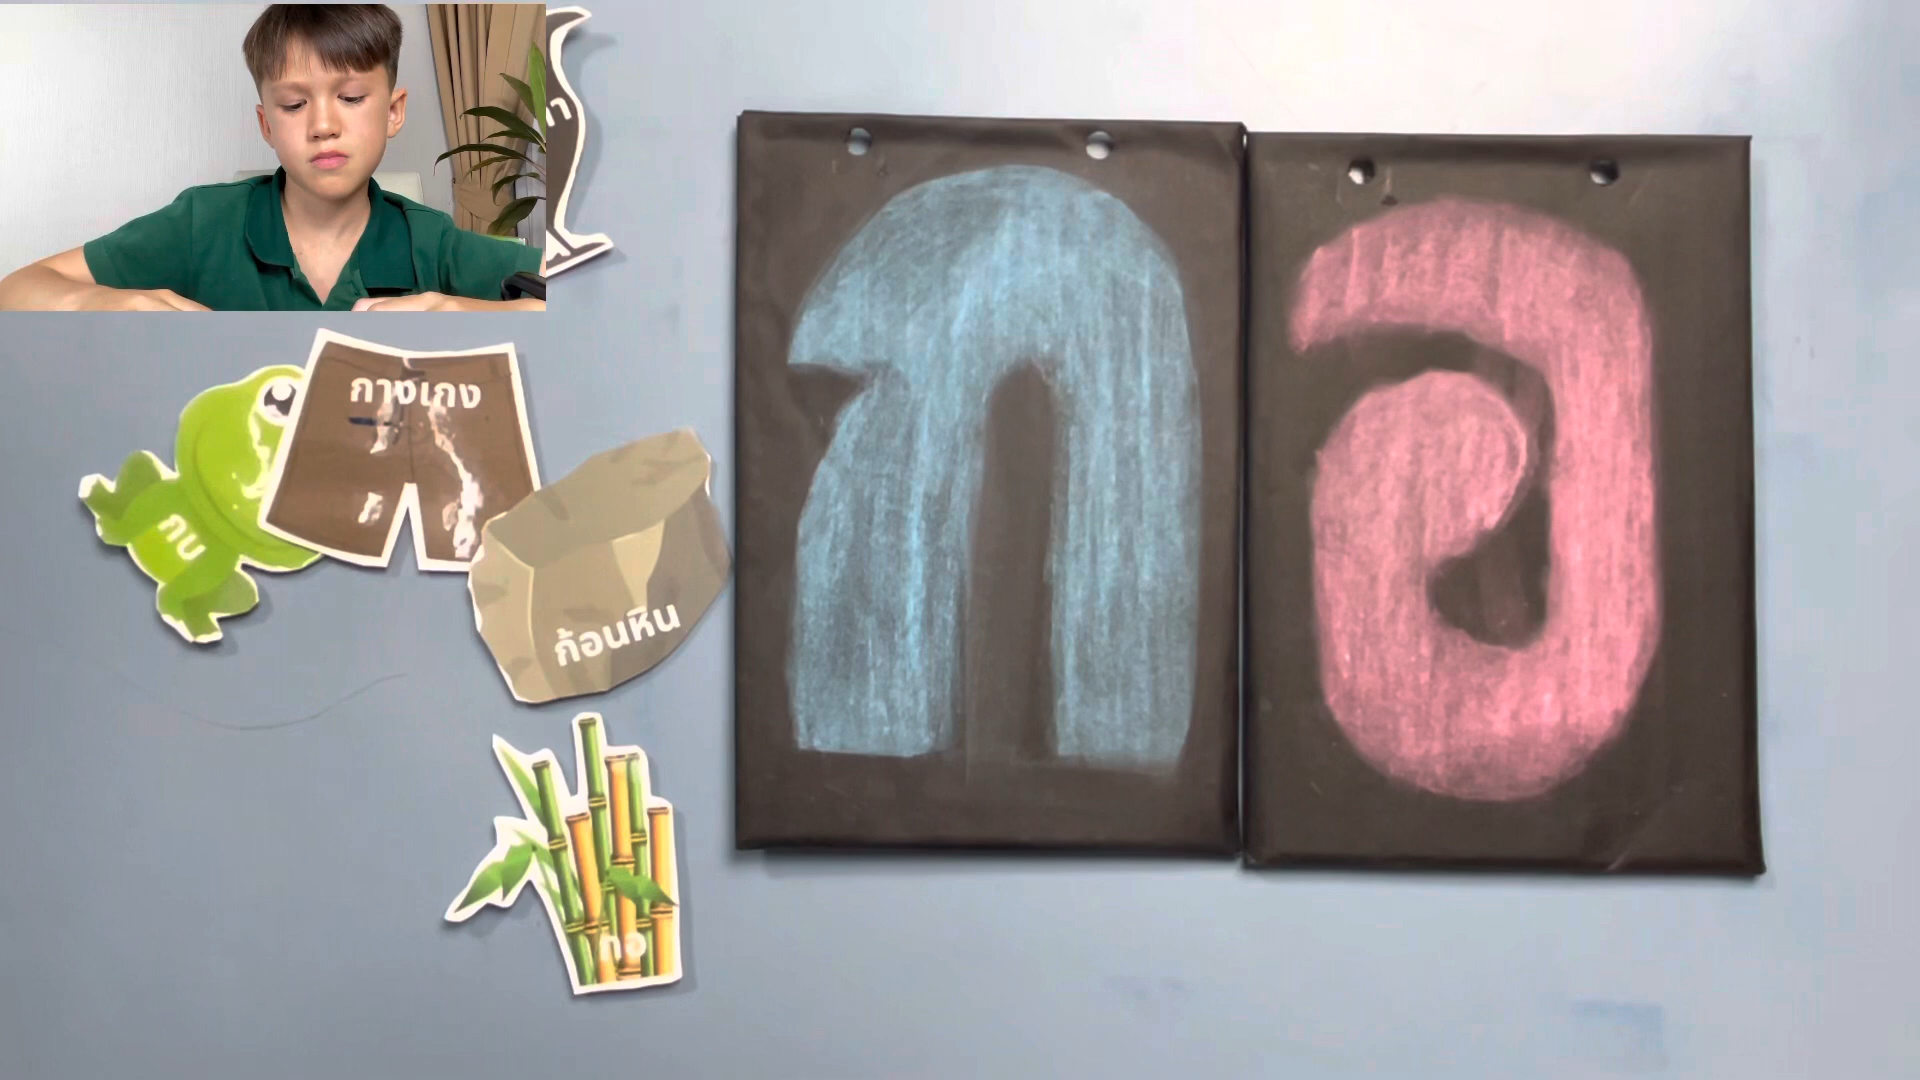 กางเกง
กบ
ก้อนหิน
กอ
ก
อ